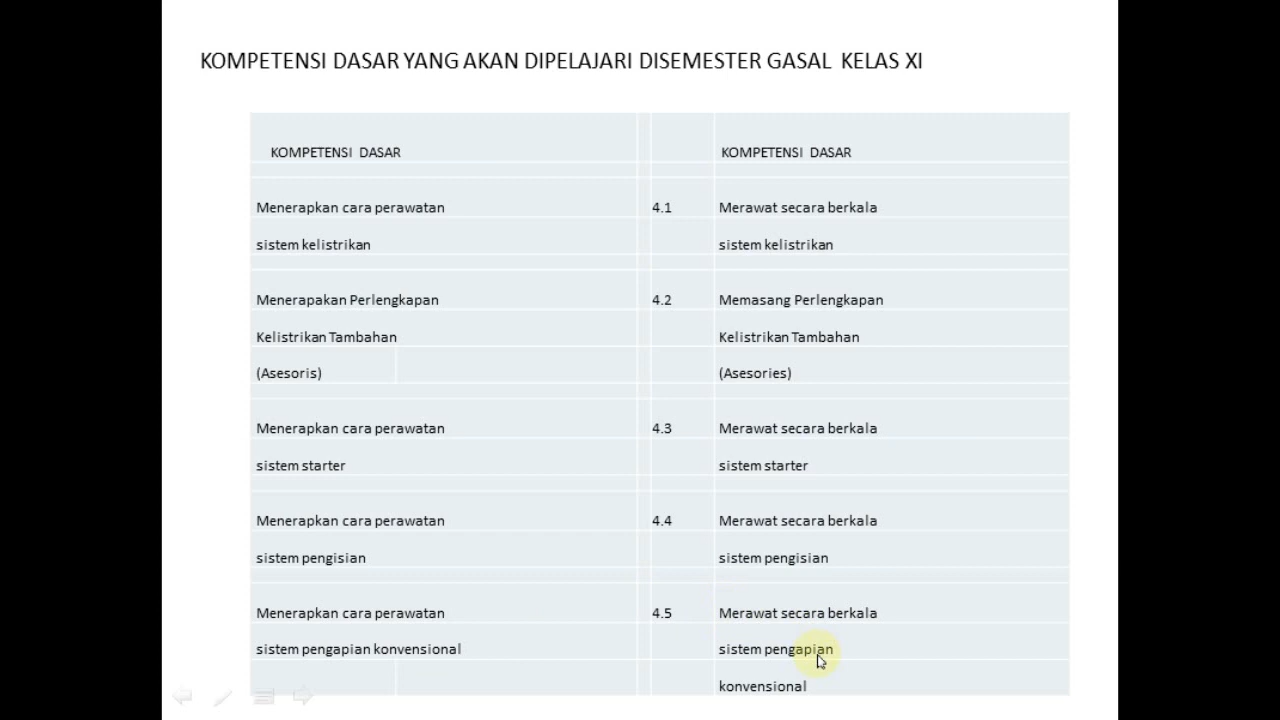 KOMPETENSI DASAR YANG AKAN DIPELAJARI DISEMESTER GASAL KELAS XI
KOMPETENSI DASAR KOMPETENSI DASAR
Menerapkan cara perawatan 4.1 Merawat secara berkala
sistem kelistrikan sistem kelistrikan
Menerapakan Perlengkapan 4.2 Memasang Perlengkapan
Kelistrikan Tambahan Kelistrikan Tambahan
(Asesoris) (Asesories)
Menerapkan cara perawatan 4.3 Merawat secara berkala
sistem starter sistem starter
Menerapkan cara perawatan 4.4 Merawat secara berkala
sistem pengisian sistem pengisian
Menerapkan cara perawatan 4.5 Merawat secara berkala
sistem pengapian konvensional sistem pengapian
konvensional